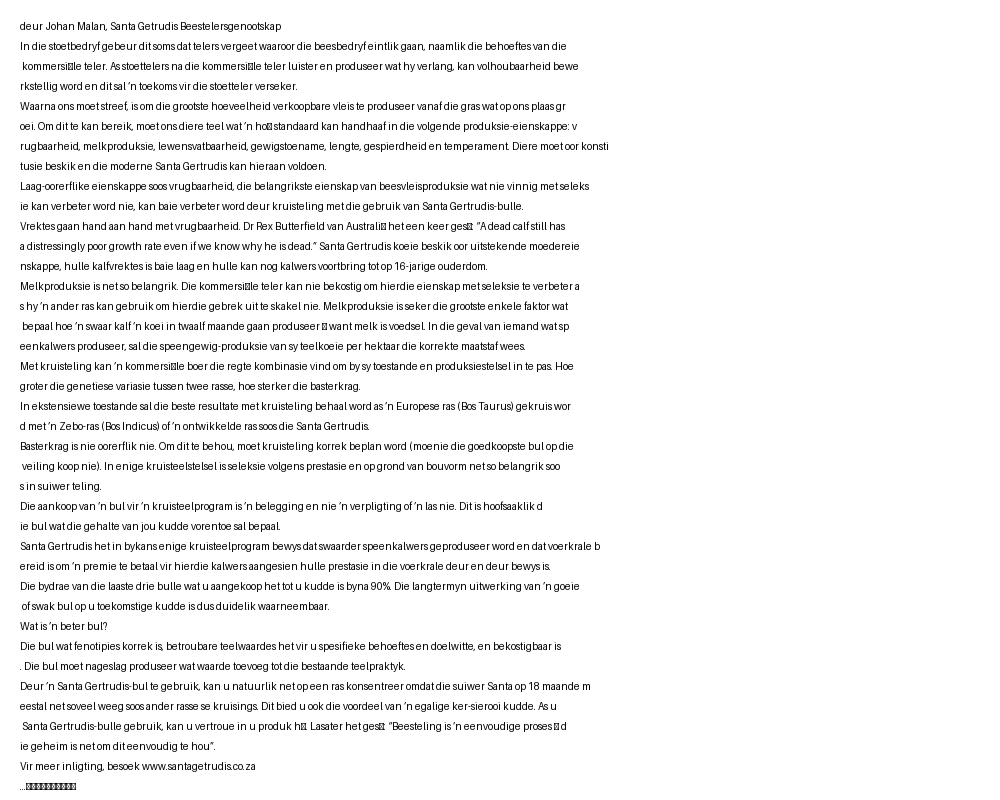 deur Johan Malan, Santa Getrudis Beestelersgenootskap
In die stoetbedryf gebeur dit soms dat telers vergeet waaroor die beesbedryf eintlik gaan, naamlik die behoeftes van die
kommersi▯le teler. As stoettelers na die kommersi▯le teler luister en produseer wat hy verlang, kan volhoubaarheid bewe
rkstellig word en dit sal ’n toekoms vir die stoetteler verseker.
Waarna ons moet streef, is om die grootste hoeveelheid verkoopbare vleis te produseer vanaf die gras wat op ons plaas gr
oei. Om dit te kan bereik, moet ons diere teel wat ’n ho▯ standaard kan handhaaf in die volgende produksie-eienskappe: v
rugbaarheid, melkproduksie, lewensvatbaarheid, gewigstoename, lengte, gespierdheid en temperament. Diere moet oor konsti
tusie beskik en die moderne Santa Gertrudis kan hieraan voldoen.
Laag-oorerflike eienskappe soos vrugbaarheid, die belangrikste eienskap van beesvleisproduksie wat nie vinnig met seleks
ie kan verbeter word nie, kan baie verbeter word deur kruisteling met die gebruik van Santa Gertrudis-bulle.
Vrektes gaan hand aan hand met vrugbaarheid. Dr Rex Butterfield van Australi▯ het een keer ges▯: “A dead calf still has
a distressingly poor growth rate even if we know why he is dead.” Santa Gertrudis koeie beskik oor uitstekende moedereie
nskappe, hulle kalfvrektes is baie laag en hulle kan nog kalwers voortbring tot op 16-jarige ouderdom.
Melkproduksie is net so belangrik. Die kommersi▯le teler kan nie bekostig om hierdie eienskap met seleksie te verbeter a
s hy ’n ander ras kan gebruik om hierdie gebrek uit te skakel nie. Melkproduksie is seker die grootste enkele faktor wat
bepaal hoe ’n swaar kalf ’n koei in twaalf maande gaan produseer ▯ want melk is voedsel. In die geval van iemand wat sp
eenkalwers produseer, sal die speengewig-produksie van sy teelkoeie per hektaar die korrekte maatstaf wees.
Met kruisteling kan ’n kommersi▯le boer die regte kombinasie vind om by sy toestande en produksiestelsel in te pas. Hoe
groter die genetiese variasie tussen twee rasse, hoe sterker die basterkrag.
In ekstensiewe toestande sal die beste resultate met kruisteling behaal word as ’n Europese ras (Bos Taurus) gekruis wor
d met ’n Zebo-ras (Bos Indicus) of ’n ontwikkelde ras soos die Santa Gertrudis.
Basterkrag is nie oorerflik nie. Om dit te behou, moet kruisteling korrek beplan word (moenie die goedkoopste bul op die
veiling koop nie). In enige kruisteelstelsel is seleksie volgens prestasie en op grond van bouvorm net so belangrik soo
s in suiwer teling.
Die aankoop van ’n bul vir ’n kruisteelprogram is ’n belegging en nie ’n verpligting of ’n las nie. Dit is hoofsaaklik d
ie bul wat die gehalte van jou kudde vorentoe sal bepaal.
Santa Gertrudis het in bykans enige kruisteelprogram bewys dat swaarder speenkalwers geproduseer word en dat voerkrale b
ereid is om ’n premie te betaal vir hierdie kalwers aangesien hulle prestasie in die voerkrale deur en deur bewys is.
Die bydrae van die laaste drie bulle wat u aangekoop het tot u kudde is byna 90%. Die langtermyn uitwerking van ’n goeie
of swak bul op u toekomstige kudde is dus duidelik waarneembaar.
Wat is ’n beter bul?
Die bul wat fenotipies korrek is, betroubare teelwaardes het vir u spesifieke behoeftes en doelwitte, en bekostigbaar is
. Die bul moet nageslag produseer wat waarde toevoeg tot die bestaande teelpraktyk.
Deur ’n Santa Gertrudis-bul te gebruik, kan u natuurlik net op een ras konsentreer omdat die suiwer Santa op 18 maande m
eestal net soveel weeg soos ander rasse se kruisings. Dit bied u ook die voordeel van ’n egalige ker-sierooi kudde. As u
Santa Gertrudis-bulle gebruik, kan u vertroue in u produk h▯. Lasater het ges▯: “Beesteling is ’n eenvoudige proses ▯ d
ie geheim is net om dit eenvoudig te hou”.
Vir meer inligting, besoek www.santagetrudis.co.za
...▯▯▯▯▯▯▯▯▯▯